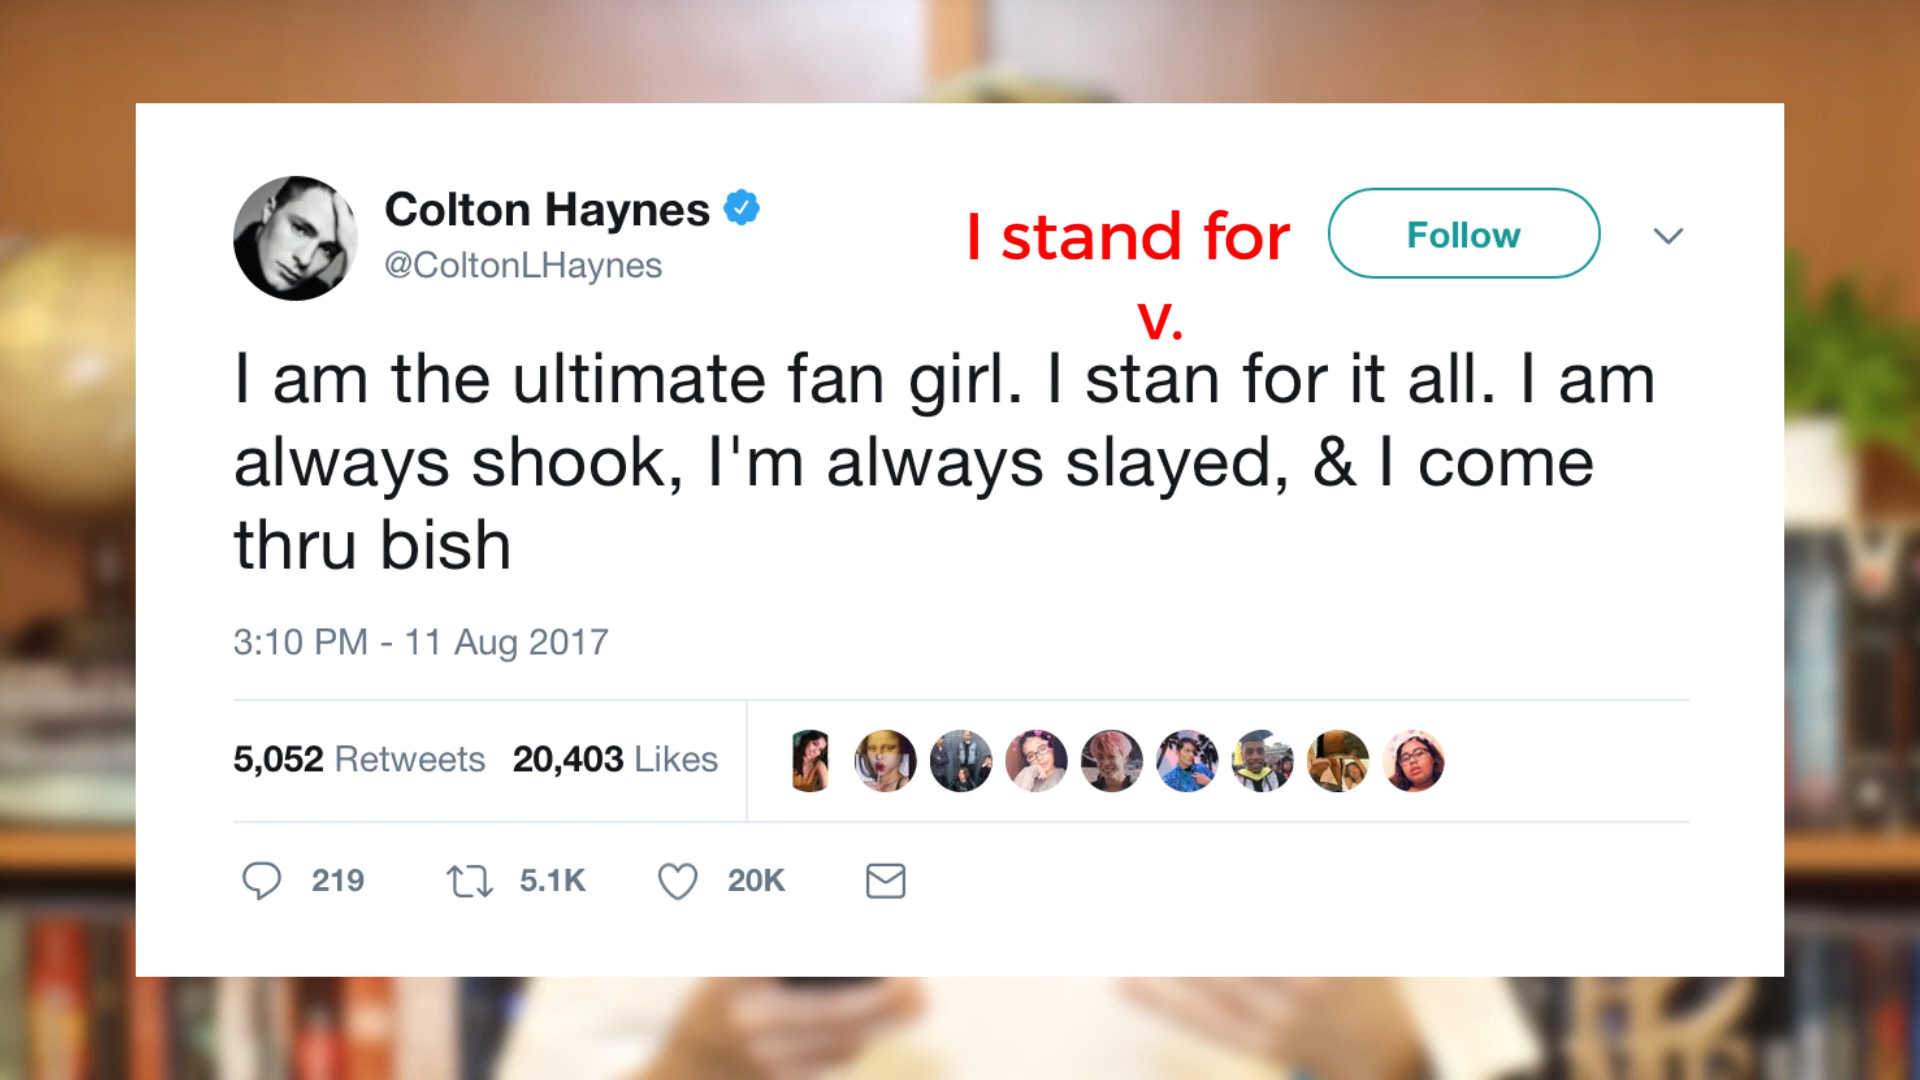 Colton Haynes
@ColtonLHaynes
I stand for
v.
Follow
I am the ultimate fan girl. I stan for it all. I am
always shook, I'm always slayed, & I come
thru bish
3:10 PM - 11 Aug 2017
5,052 Retweets 20,403 Likes
219 5.1K 20K